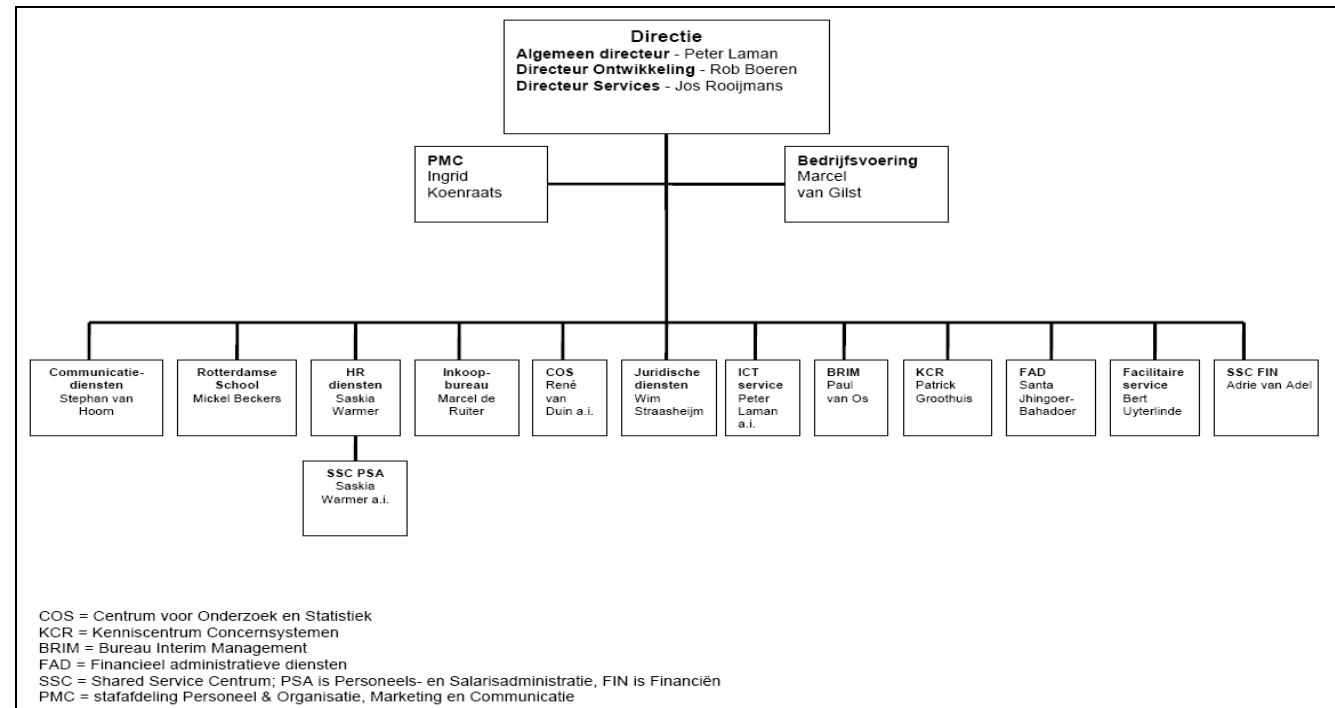 Directie
Algemeen directeur - Peter Laman
Directeur Ontwikkeling - Rob Boeren
Directeur Services - Jos Rooijmans
PMC
Ingrid
Koenraats
Bedrijfsvoering
Marcel
van Gilst
Communicatie-
diensten
Stephan van
Hoorn
Rotterdamse
School
Mickel Beckers
HR
diensten
Saskia
Warmer
Inkoop-
bureau
Marcel de
Ruiter
COS
René
van
Duin a.i.
Juridische
diensten
Wim
Straasheijm
ICT
service
Peter
Laman
a.i.
BRIM
Paul
van Os
KCR
Patrick
Groothuis
FAD
Santa
Jhingoer-
Bahadoer
Facilitaire
service
Bert
Uyterlinde
SSC FIN
Adrie van Adel
SSC PSA
Saskia
Warmer a.i.
COS = Centrum voor Onderzoek en Statistiek
KCR = Kenniscentrum Concernsystemen
BRIM = Bureau Interim Management
FAD = Financieel administratieve diensten
SSC = Shared Service Centrum; PSA is Personeels- en Salarisadministratie, FIN is Financiën
PMC = stafafdeling Personeel & Organisatie, Marketing en Communicatie